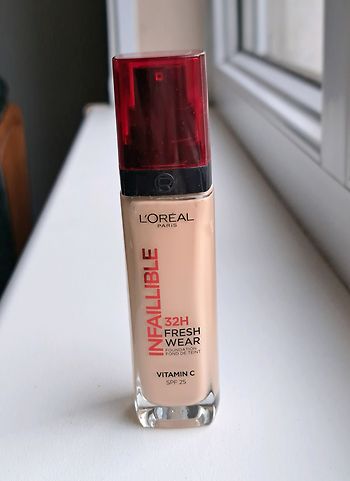 L'ORÉAL
PARIS
INFAILLIBLE
32H
FRESH
WEAR
FOUNDATION
FOND DE TEINT
VITAMIN C
SPF 25